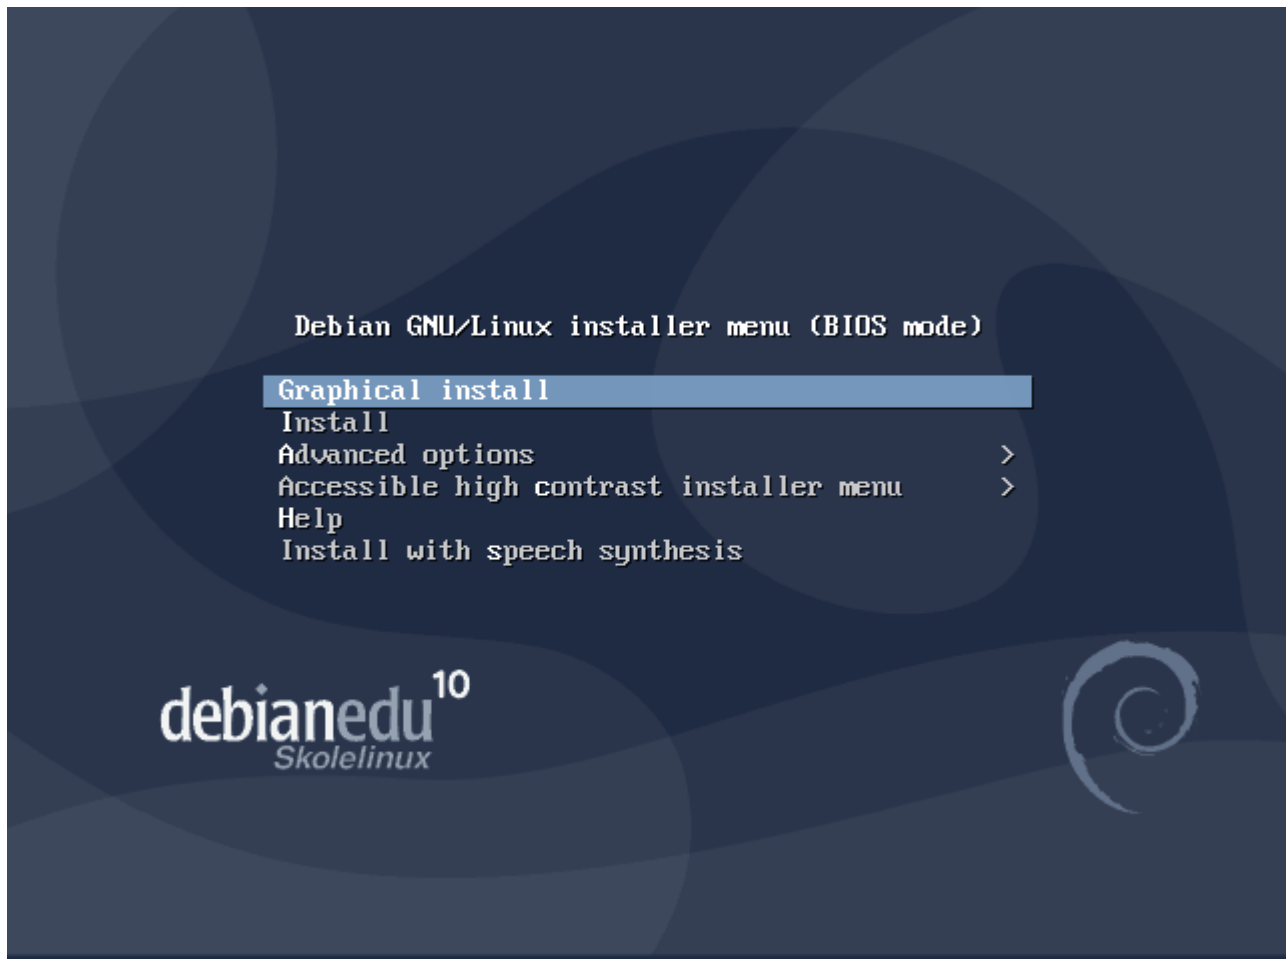 Debian GNU/Linux installer menu (BIOS mode)
Graphical install
Install
Advanced options >
Accessible high contrast installer menu >
Help
Install with speech synthesis
debianedu 10
Skolelinux